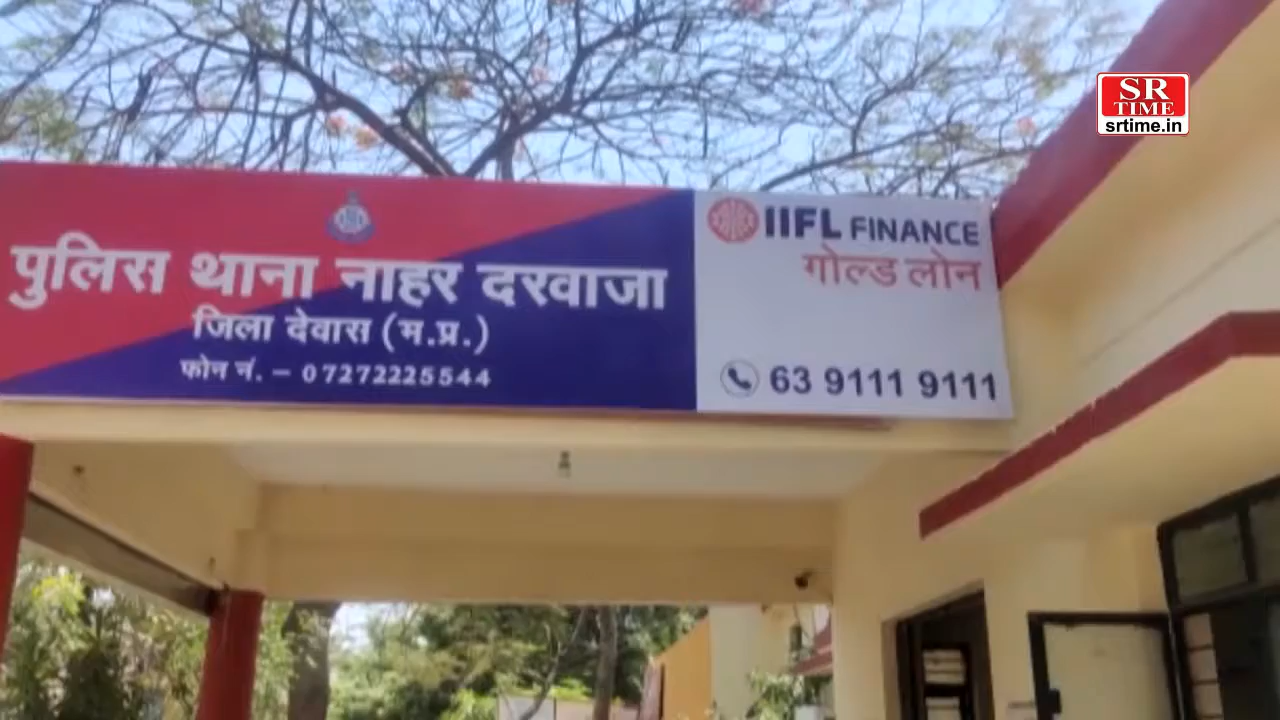 SR
TIME
srtime.in
पुलिस थाना नाहर दरवाजा
जिला देवास (म.प्र.)
फोन नं. – 07272225544
IIFL FINANCE
गोल्ड लोन
63 9111 9111